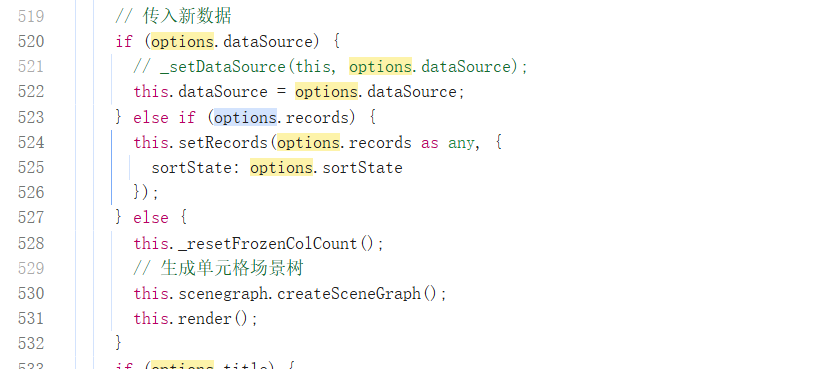 519 // 传入新数据
520 if (options.dataSource) {
521 // _setDataSource(this, options.dataSource);
522 this.dataSource = options.dataSource;
523 } else if (options.records) {
524 this.setRecords(options.records as any, {
525 sortState: options.sortState
526 });
527 } else {
528 this._resetFrozenColCount();
529 // 生成单元格场景树
530 this.scenegraph.createSceneGraph();
531 this.render();
532 }
533 if (options.title) {